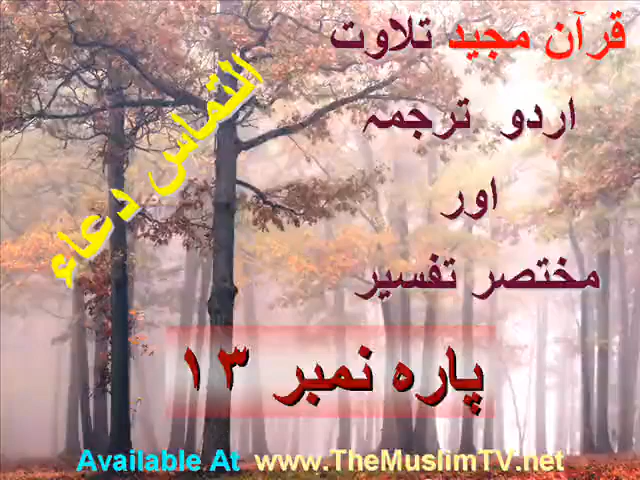 قرآن مجید تلاوت
اردو ترجمہ
اور
مختصر تفسیر
التماس دعاء
پارہ نمبر ۱۳
Available At www.TheMuslimTV.net